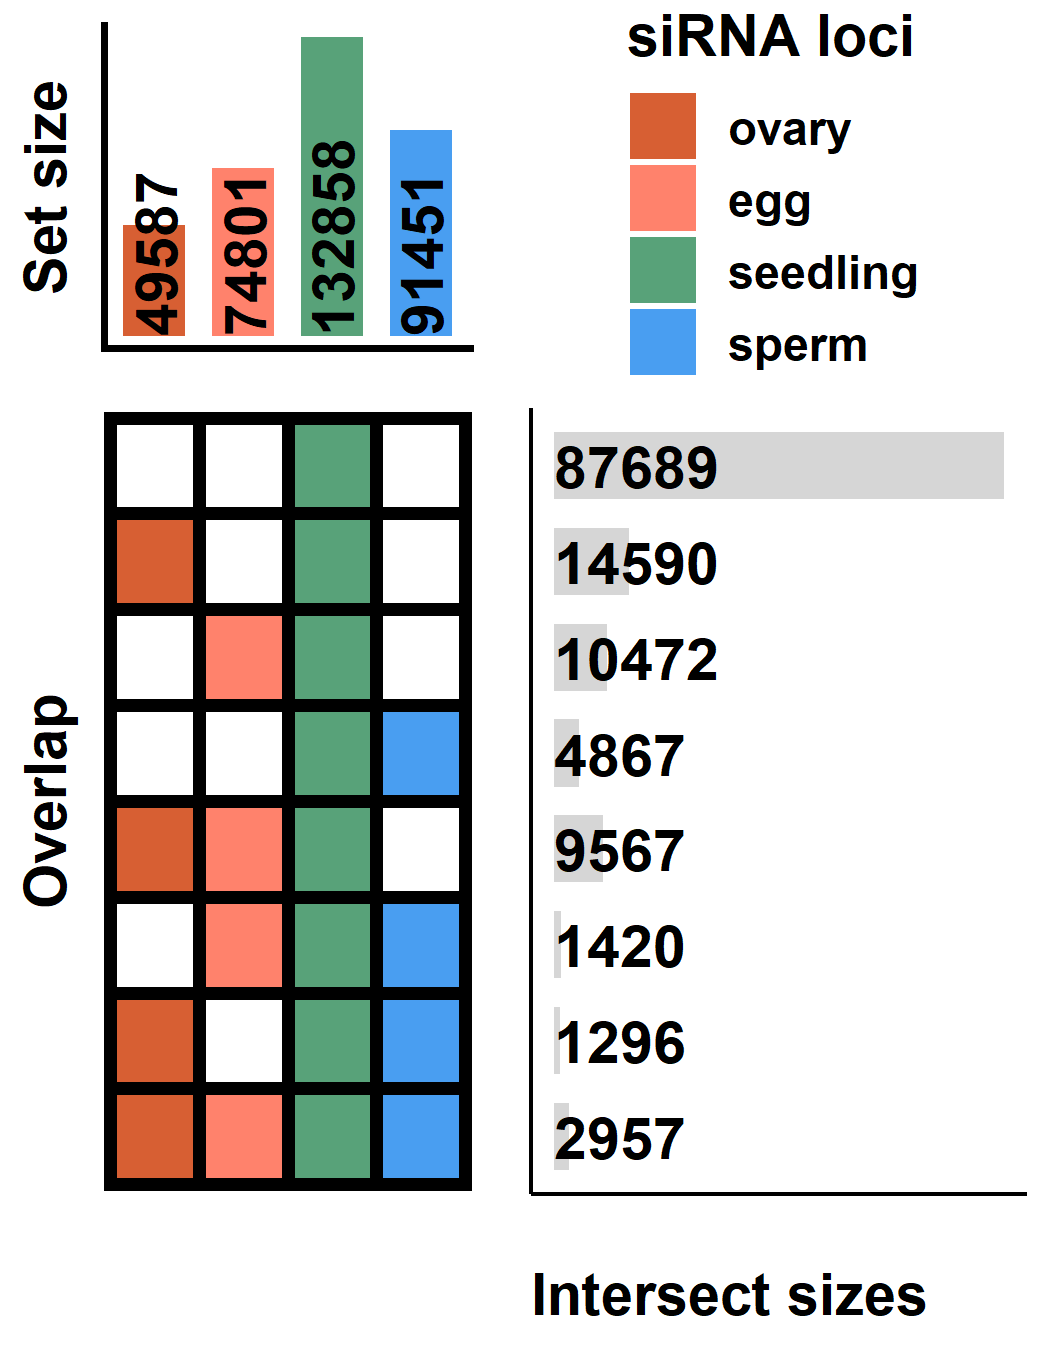 Set size
49587
74801
132858
91451
siRNA loci
ovary
egg
seedling
sperm
Overlap
87689
14590
10472
4867
9567
1420
1296
2957
Intersect sizes